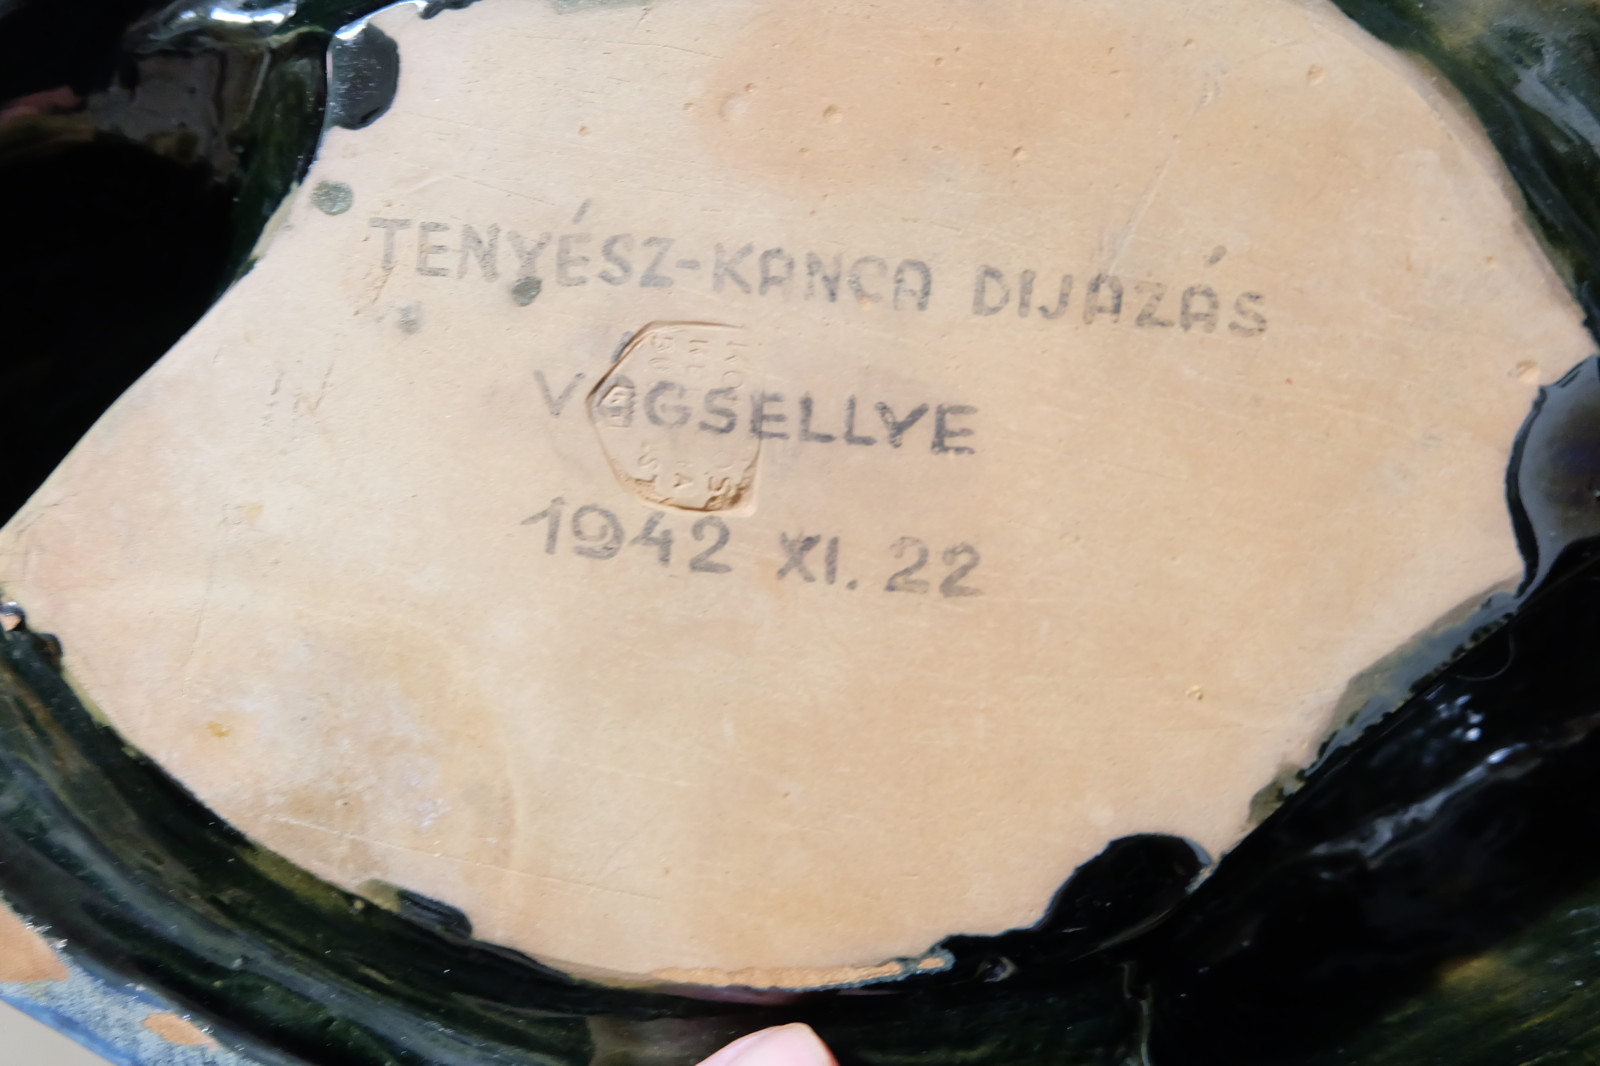 TENYÉSZ-KANCA DIJAZÁS
VÁGSELLYE
1942 XI. 22